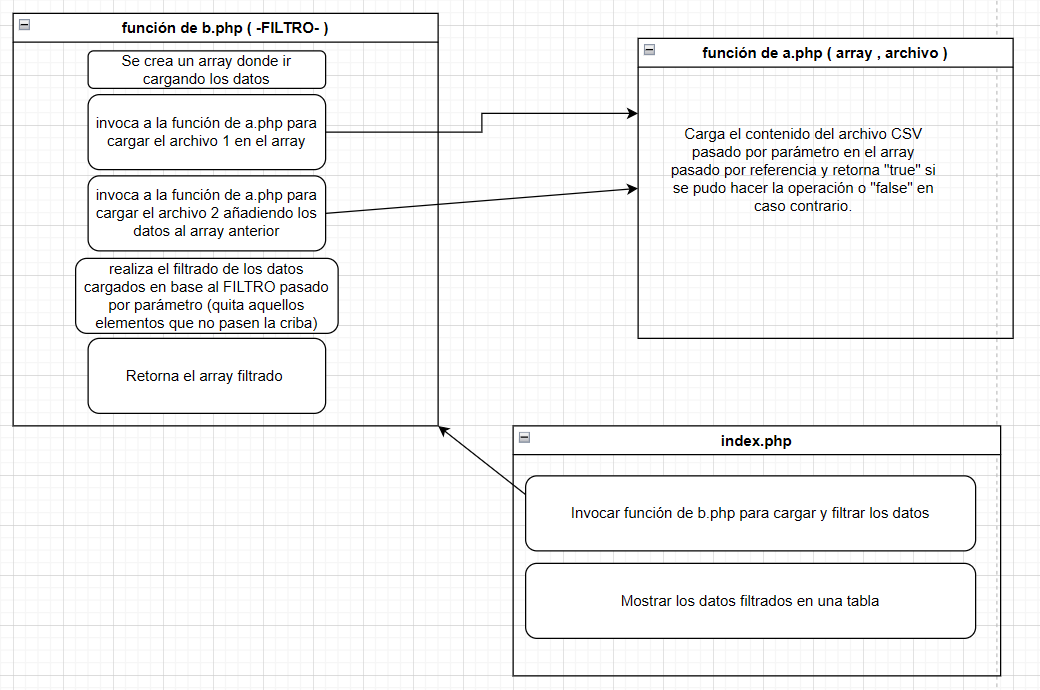 función de b.php ( -FILTRO- )
Se crea un array donde ir
cargando los datos
invoca a la función de a.php para
cargar el archivo 1 en el array
invoca a la función de a.php para
cargar el archivo 2 añadiendo los
datos al array anterior
realiza el filtrado de los datos
cargados en base al FILTRO pasado
por parámetro (quita aquellos
elementos que no pasen la criba)
Retorna el array filtrado
función de a.php ( array , archivo )
Carga el contenido del archivo CSV
pasado por parámetro en el array
pasado por referencia y retorna "true" si
se pudo hacer la operación o "false" en
caso contrario.
index.php
Invocar función de b.php para cargar y filtrar los datos
Mostrar los datos filtrados en una tabla